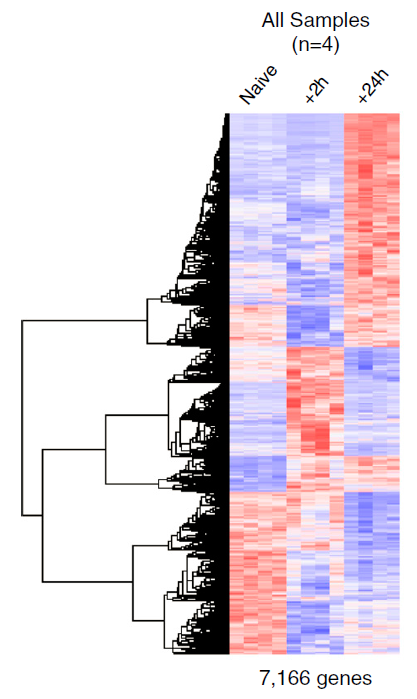 All Samples
(n=4)
Naive
+2h
+24h
7,166 genes